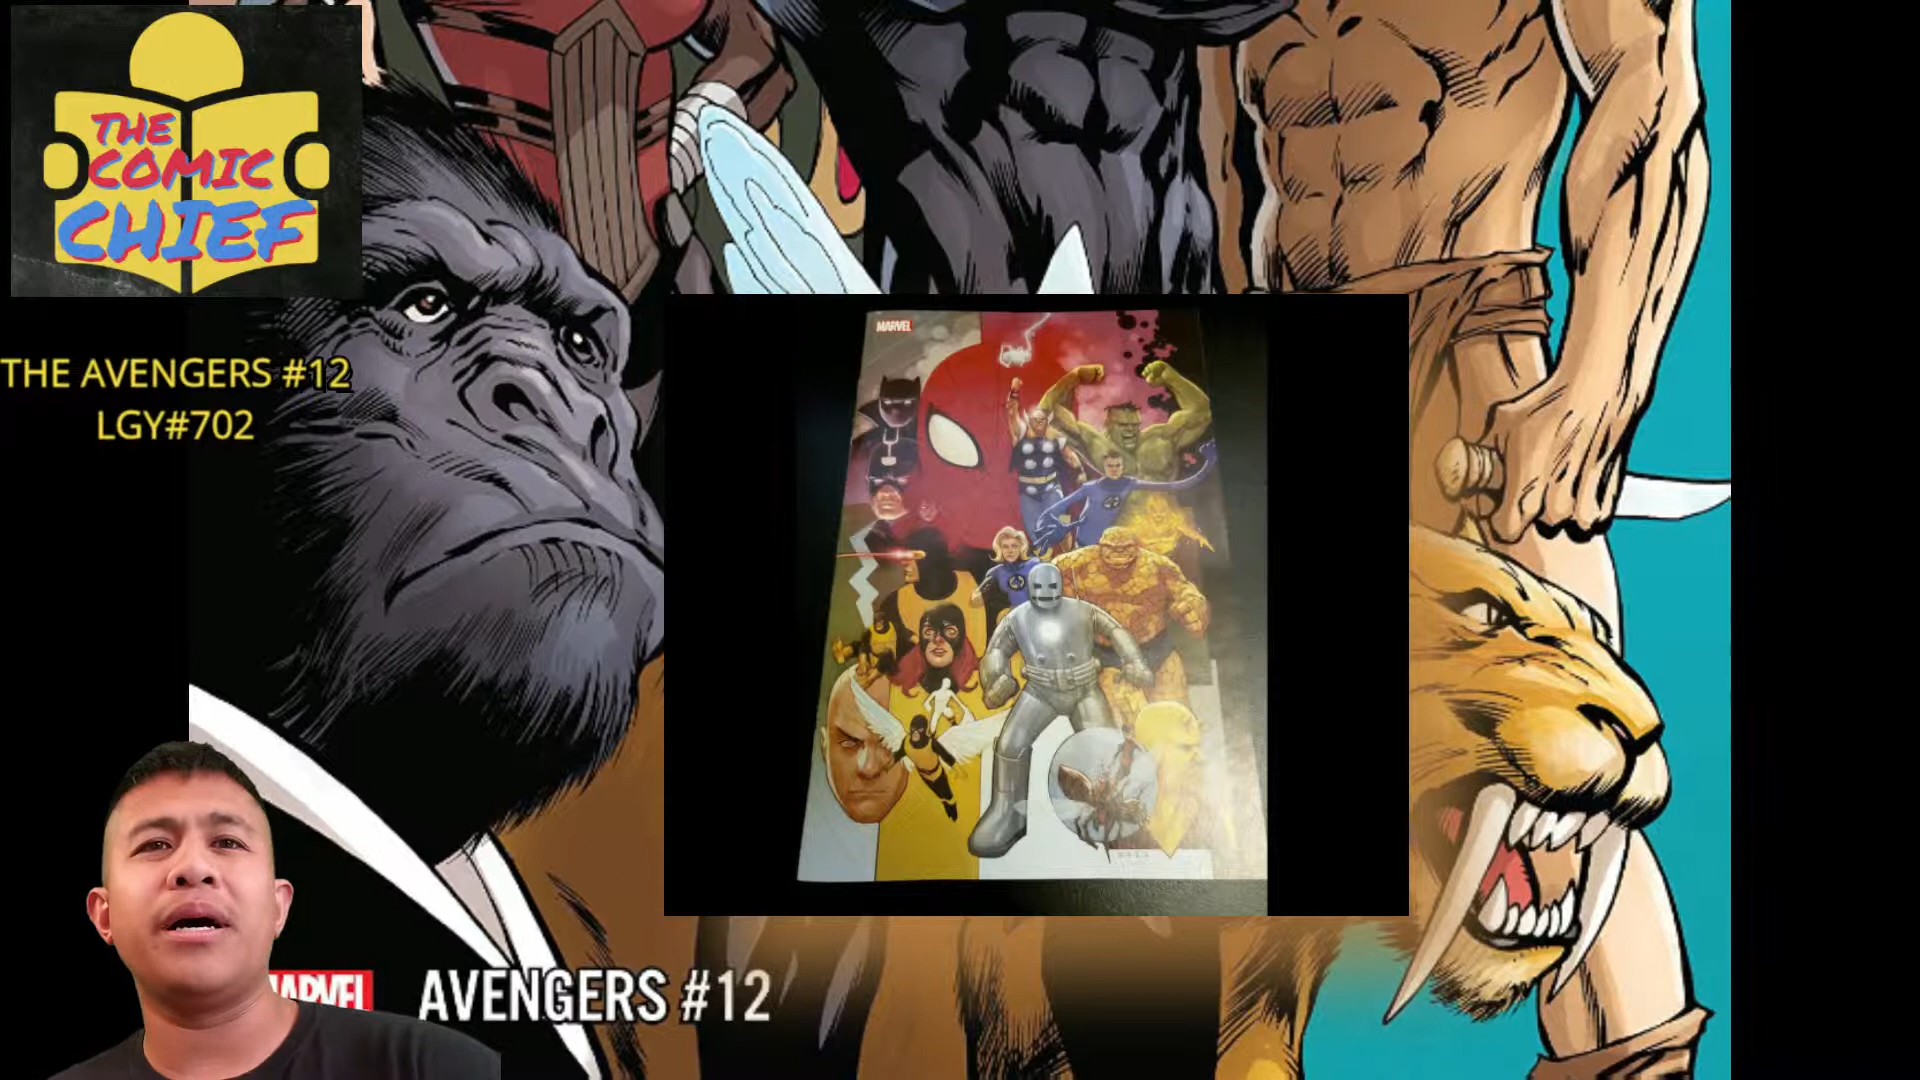 THE
COMIC
CHIEF
THE AVENGERS #12
LGY#702
MARVEL
MARVEL
AVENGERS #12